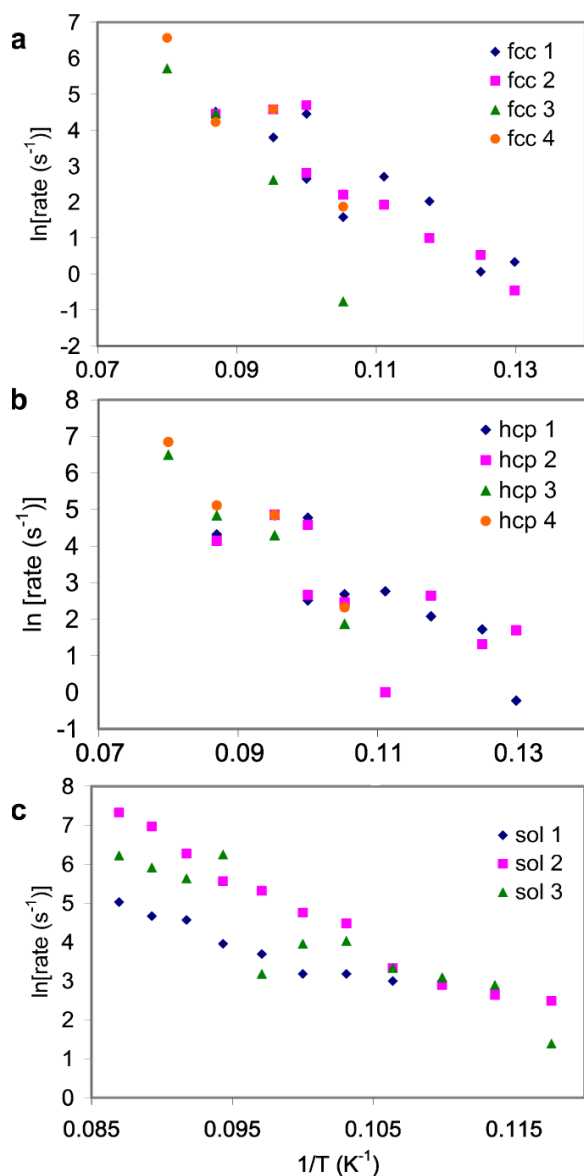 a
7
6
5
4
3
2
1
0
-1
-2
ln[rate (s-1)]
fcc 1
fcc 2
fcc 3
fcc 4
0.07 0.09 0.11 0.13
b
8
7
6
5
4
3
2
1
0
-1
ln [rate (s-1)]
hcp 1
hcp 2
hcp 3
hcp 4
0.07 0.09 0.11 0.13
c
8
7
6
5
4
3
2
1
0
ln[rate (s-1)]
sol 1
sol 2
sol 3
0.085 0.095 0.105 0.115
1/T (K-1)